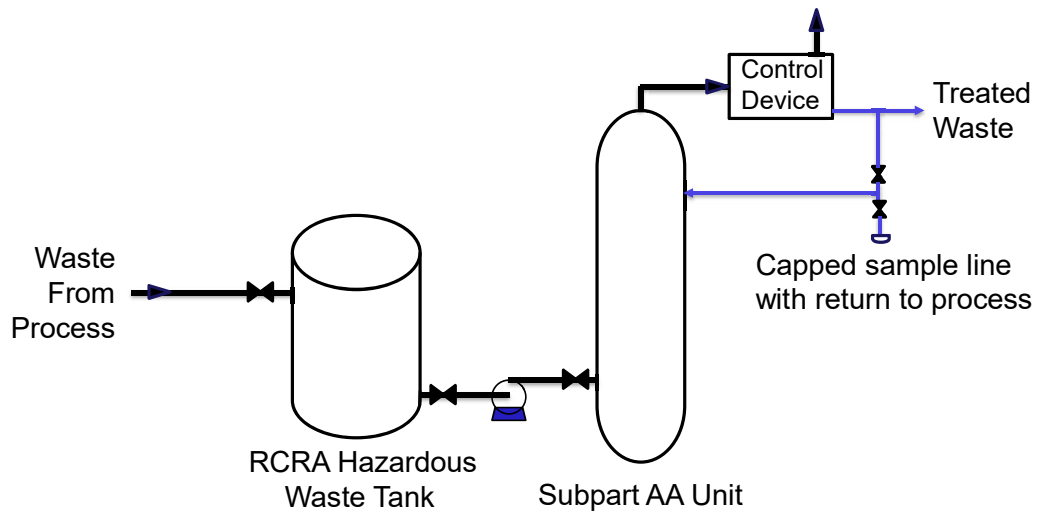 Control
Device
Treated
Waste
Waste
From
Process
Capped sample line
with return to process
RCRA Hazardous
Waste Tank
Subpart AA Unit